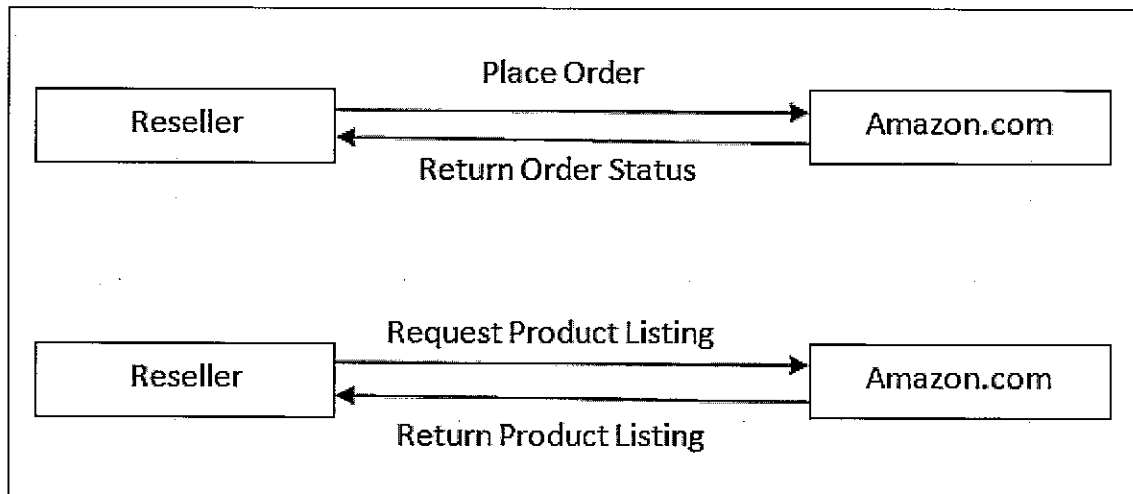 Place Order
Reseller
Amazon.com
Return Order Status
Request Product Listing
Reseller
Amazon.com
Return Product Listing